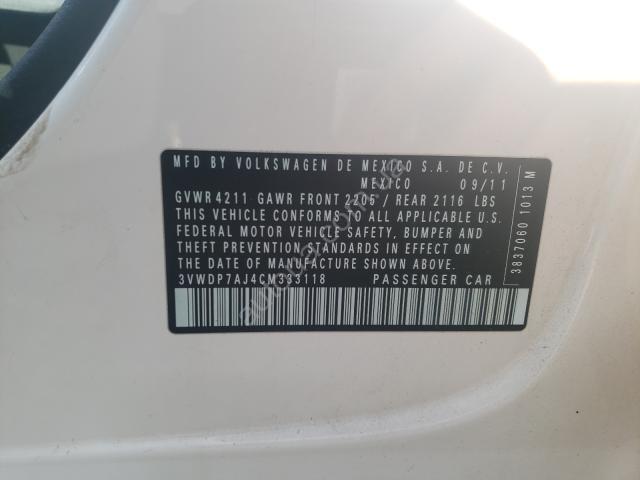 MFD BY VOLKSWAGEN DE MEXICO S.A. DE C.V.
MEXICO 09/11
GVWR 4211 GAWR FRONT 2205 / REAR 2116 LBS
THIS VEHICLE CONFORMS TO ALL APPLICABLE U.S.
FEDERAL MOTOR VEHICLE SAFETY, BUMPER AND
THEFT PREVENTION STANDARDS IN EFFECT ON
THE DATE OF MANUFACTURE SHOWN ABOVE.
3VWDP7AJ4CM333118 PASSENGER CAR
3837060 1013 M